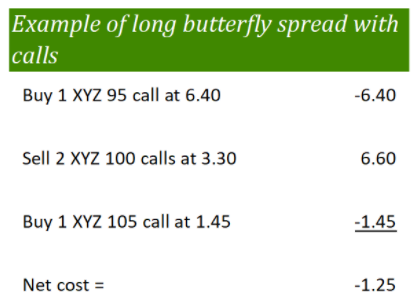 Example of long butterfly spread with
calls
Buy 1 XYZ 95 call at 6.40 -6.40
Sell 2 XYZ 100 calls at 3.30 6.60
Buy 1 XYZ 105 call at 1.45 -1.45
Net cost = -1.25